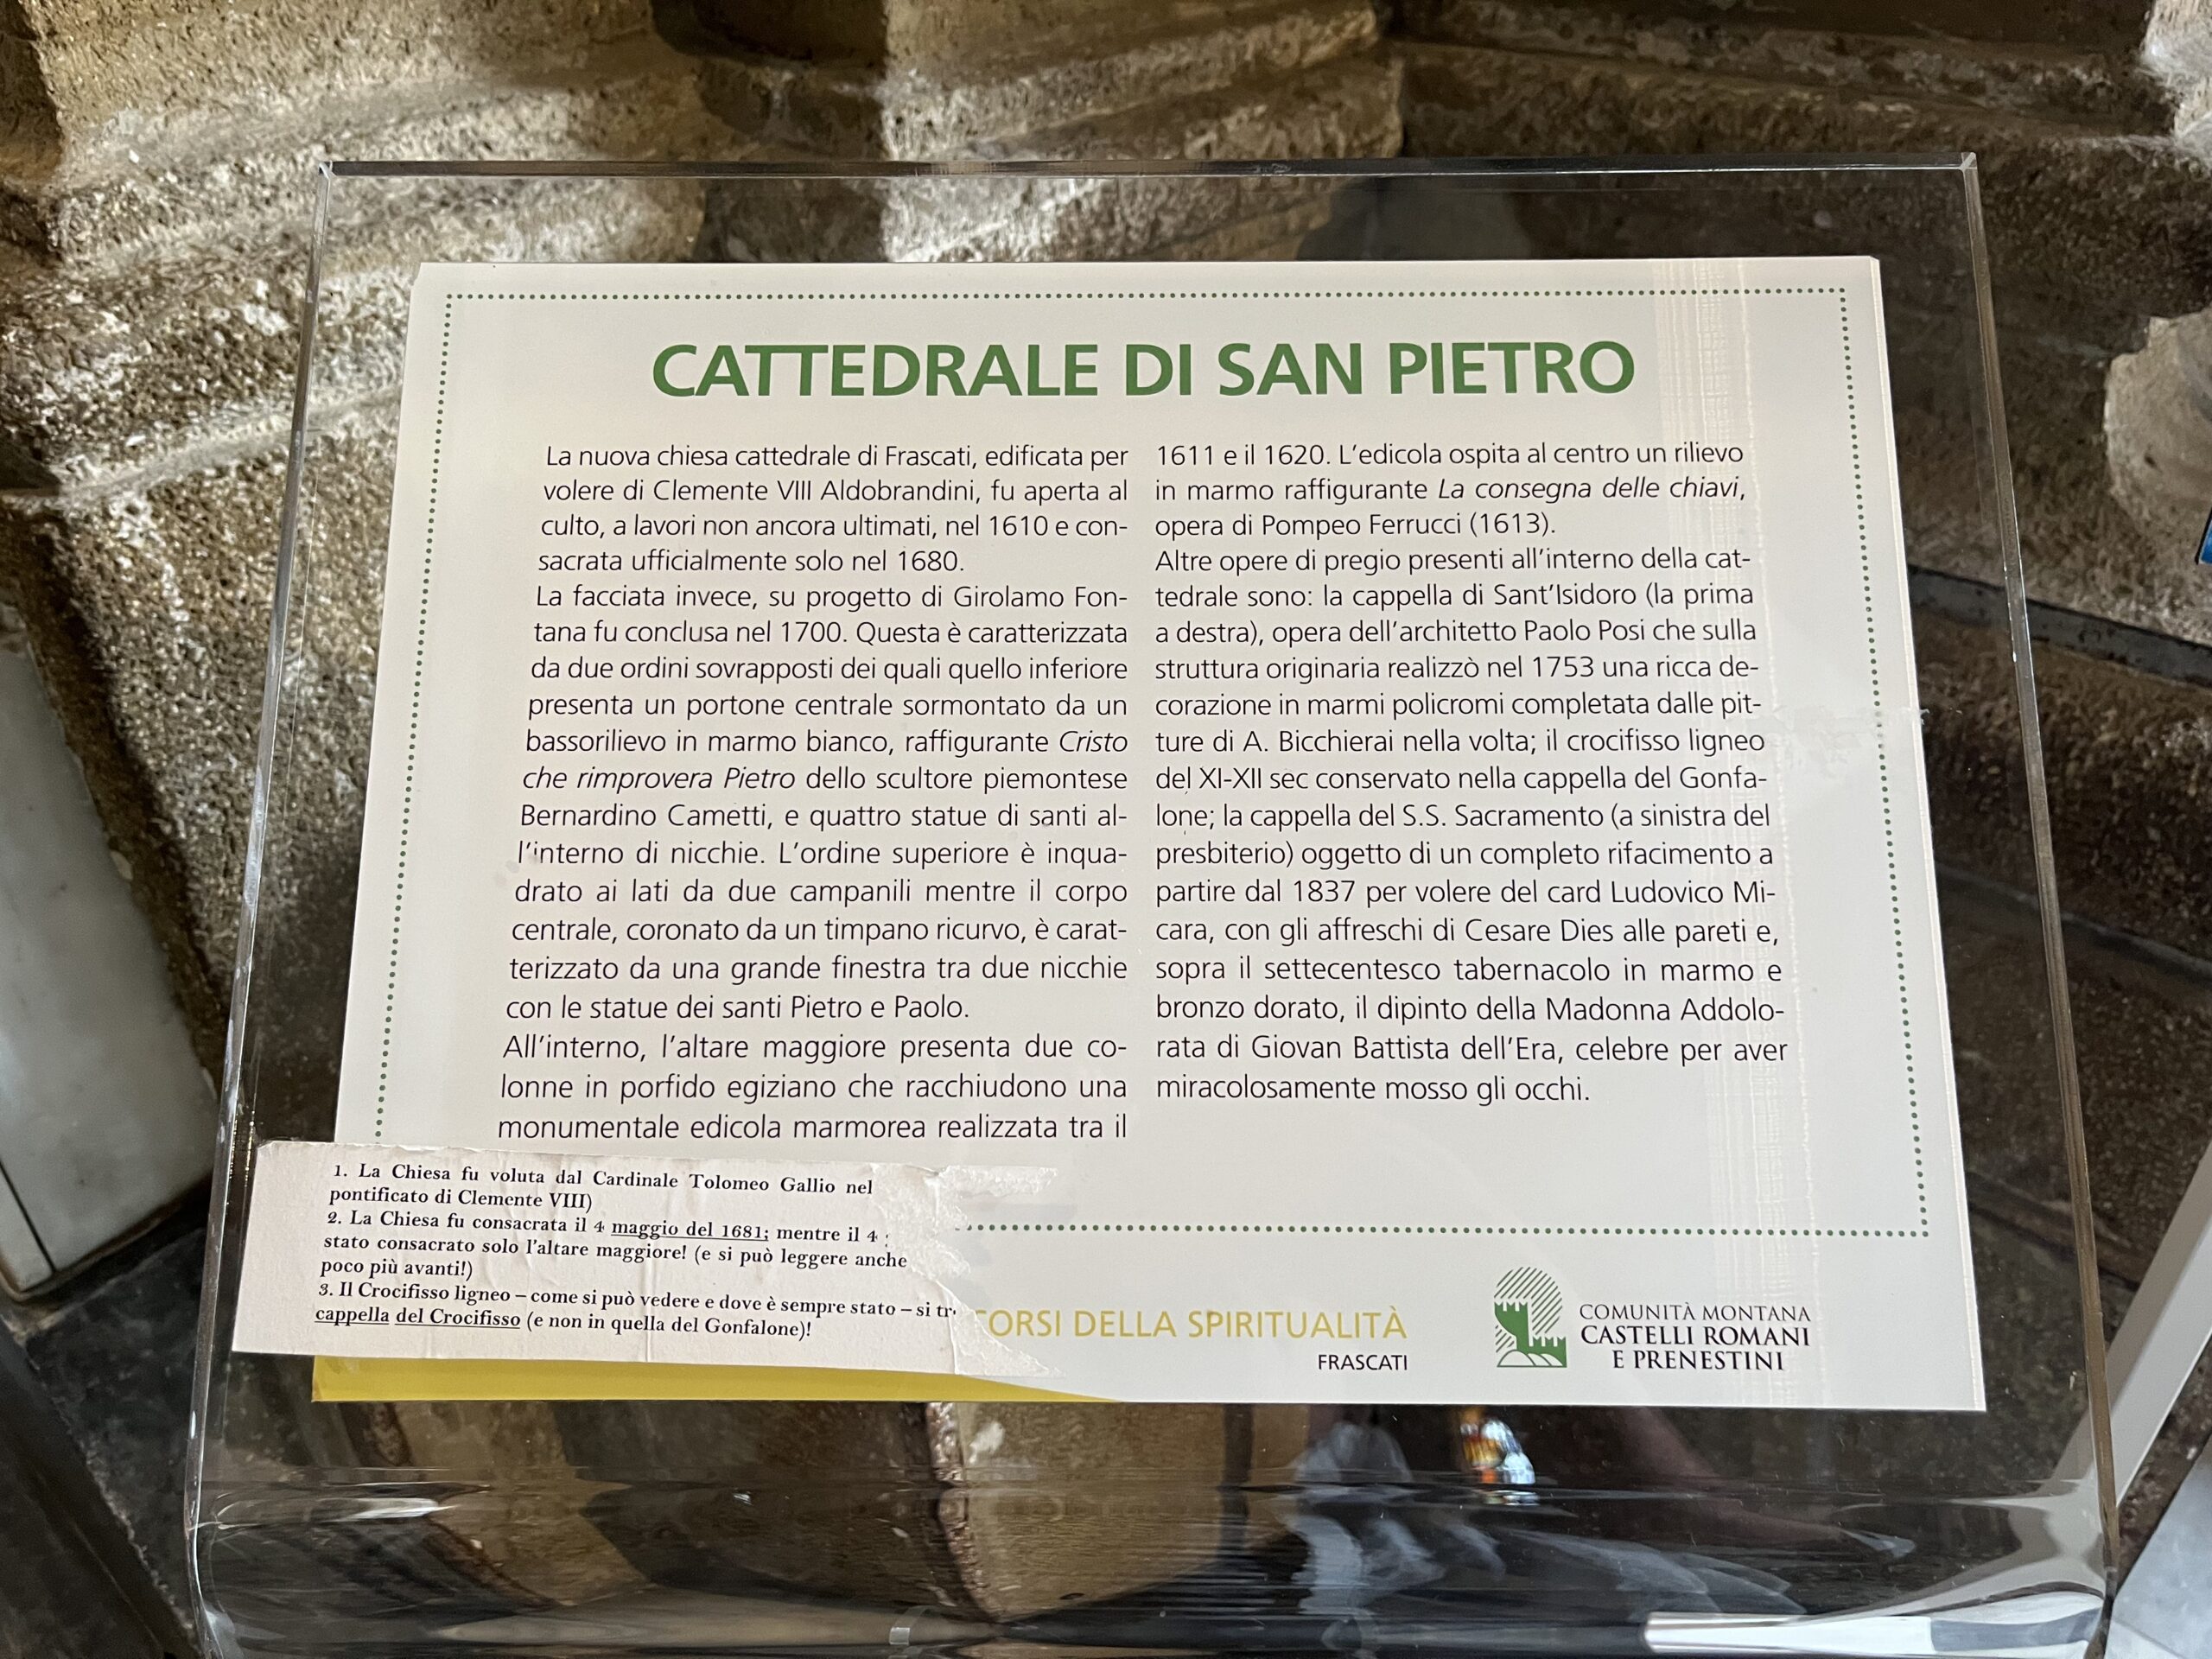 CATTEDRALE DI SAN PIETRO
La nuova chiesa cattedrale di Frascati, edificata per
volere di Clemente VIII Aldobrandini, fu aperta al
culto, a lavori non ancora ultimati, nel 1610 e con-
sacrata ufficialmente solo nel 1680.
La facciata invece, su progetto di Girolamo Fon-
tana fu conclusa nel 1700. Questa è caratterizzata
da due ordini sovrapposti dei quali quello inferiore
presenta un portone centrale sormontato da un
bassorilievo in marmo bianco, raffigurante Cristo
che rimprovera Pietro dello scultore piemontese
Bernardino Cametti, e quattro statue di santi al-
l'interno di nicchie. L'ordine superiore è inqua-
drato ai lati da due campanili mentre il corpo
centrale, coronato da un timpano ricurvo, è carat-
terizzato da una grande finestra tra due nicchie
con le statue dei santi Pietro e Paolo.
All'interno, l'altare maggiore presenta due co-
lonne in porfido egiziano che racchiudono una
monumentale edicola marmorea realizzata tra il
1611 e il 1620. L'edicola ospita al centro un rilievo
in marmo raffigurante La consegna delle chiavi,
opera di Pompeo Ferrucci (1613).
Altre opere di pregio presenti all'interno della cat-
tedrale sono: la cappella di Sant'Isidoro (la prima
a destra), opera dell'architetto Paolo Posi che sulla
struttura originaria realizzò nel 1753 una ricca de-
corazione in marmi policromi completata dalle pit-
ture di A. Bicchierai nella volta; il crocifisso ligneo
del XI-XII sec conservato nella cappella del Gonfa-
lone; la cappella del S.S. Sacramento (a sinistra del
presbiterio) oggetto di un completo rifacimento a
partire dal 1837 per volere del card Ludovico Mi-
cara, con gli affreschi di Cesare Dies alle pareti e,
sopra il settecentesco tabernacolo in marmo e
bronzo dorato, il dipinto della Madonna Addolo-
rata di Giovan Battista dell'Era, celebre per aver
miracolosamente mosso gli occhi.
1. La Chiesa fu voluta dal Cardinale Tolomeo Gallio nel
pontificato di Clemente VIII)
2. La Chiesa fu consacrata il 4 maggio del 1681; mentre il 4
stato consacrato solo l'altare maggiore! (e si può leggere anche
poco più avanti!)
3. Il Crocifisso ligneo – come si può vedere e dove è sempre stato – si
cappella del Crocifisso (e non in quella del Gonfalone)!
ORSI DELLA SPIRITUALITÀ
FRASCATI
COMUNITÀ MONTANA
CASTELLI ROMANI
E PRENESTINI